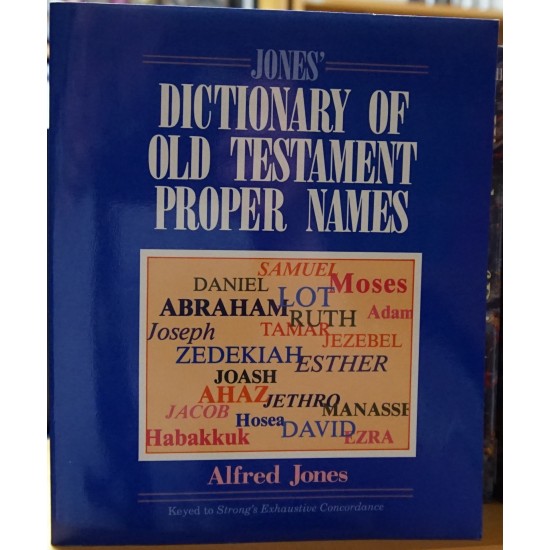 JONES'
DICTIONARY OF
OLD TESTAMENT
PROPER NAMES
SAMUEL
DANIEL Moses
LOT
ABRAHAM Adam
RUTH
Joseph TAMAR JEZEBEL
ZEDEKIAH ESTHER
JOASH
AHAZ JETHRO
JACOB MANASSE
Hosea
Habakkuk DAVID EZRA
Alfred Jones
Keyed to Strong's Exhaustive Concordance